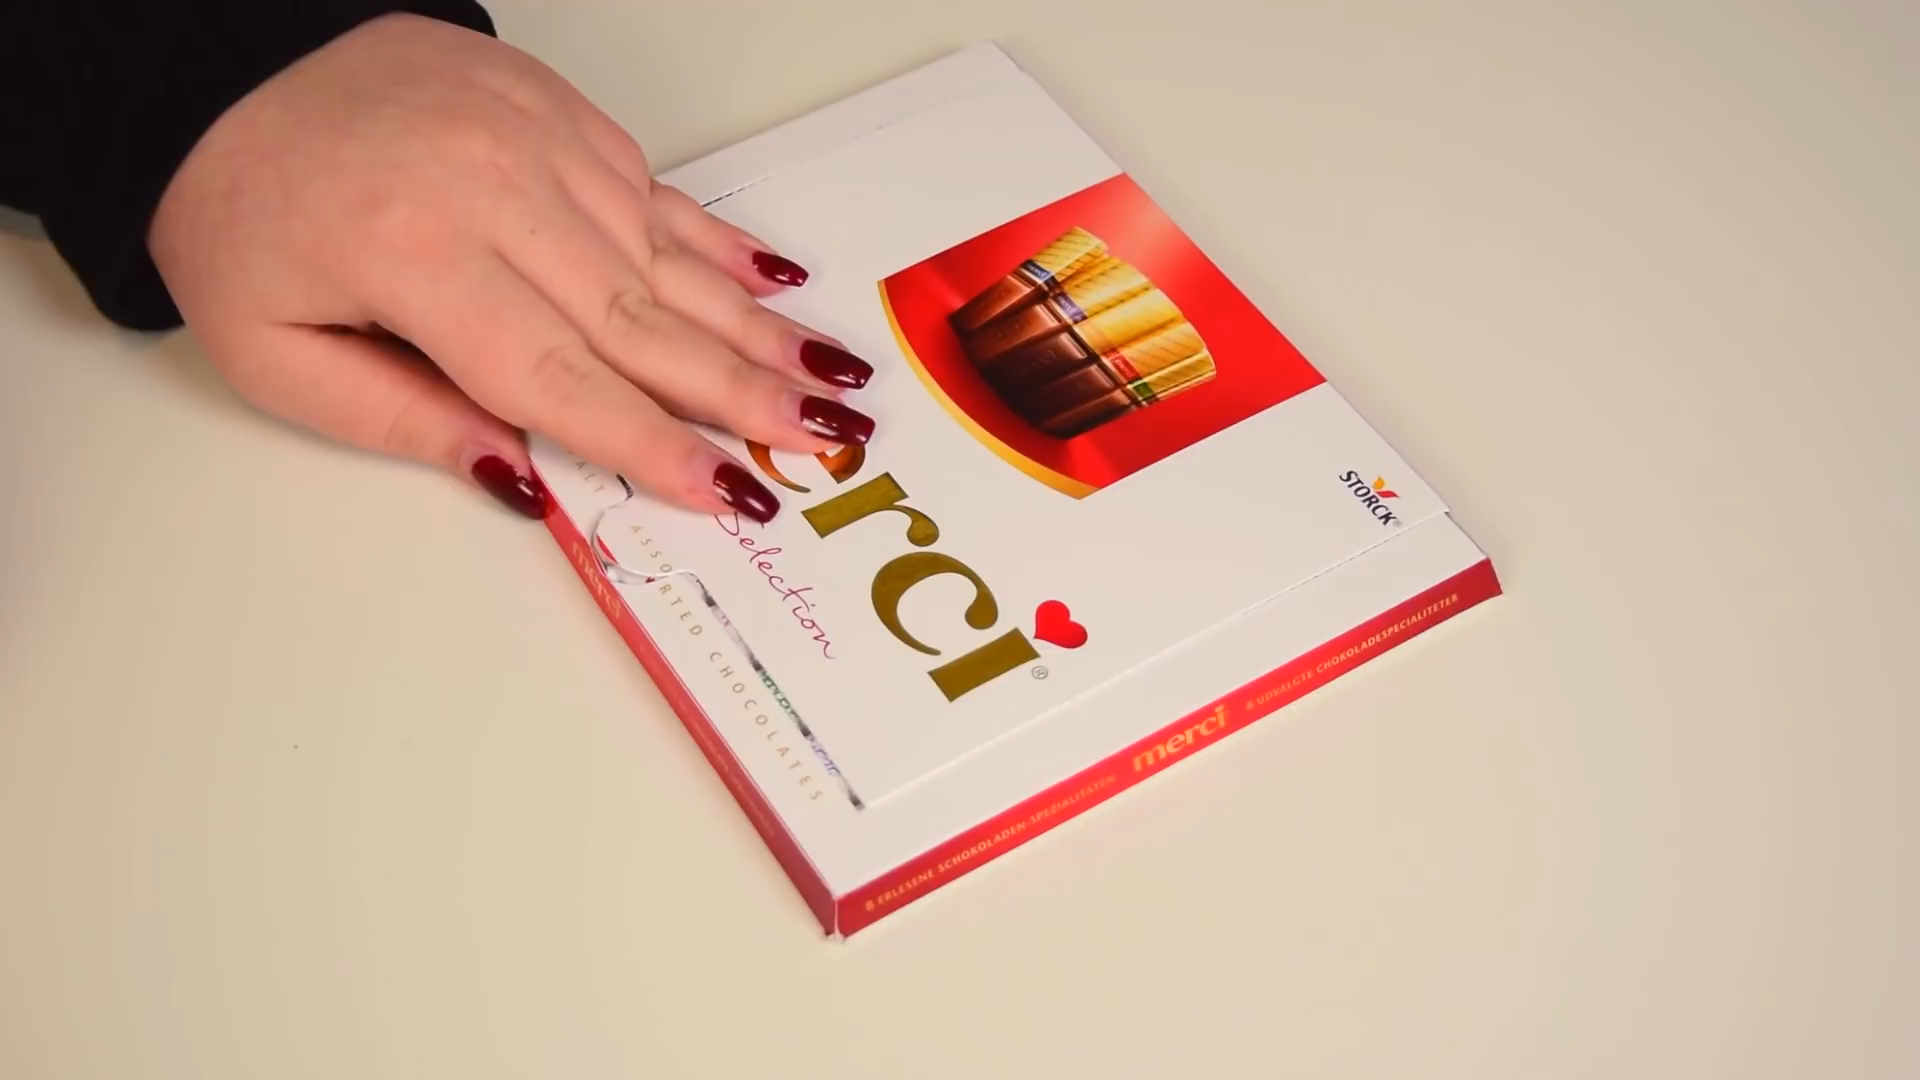 erci®
Selection
ASSORTED CHOCOLATES
STORCK®
merci
8 ERLESENE SCHOKOLADEN-SPEZIALITÄTEN merci 8 UDVALGTE CHOKOLADESPECIALITETER